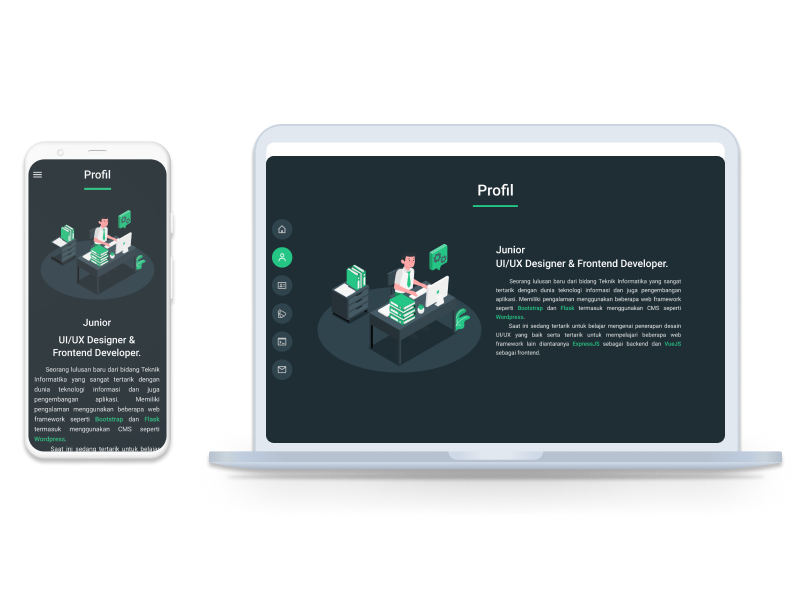 Profil
Junior
UI/UX Designer &
Frontend Developer.
Seorang lulusan baru dari bidang Teknik
Informatika yang sangat tertarik dengan
dunia teknologi informasi dan juga
pengembangan aplikasi. Memiliki
pengalaman menggunakan beberapa web
framework seperti Bootstrap dan Flask
termasuk menggunakan CMS seperti
Wordpress.
Saat ini sedang tertarik untuk belajar
Profil
Junior
UI/UX Designer & Frontend Developer.
Seorang lulusan baru dari bidang Teknik Informatika yang sangat
tertarik dengan dunia teknologi informasi dan juga pengembangan
aplikasi. Memiliki pengalaman menggunakan beberapa web framework
seperti Bootstrap dan Flask termasuk menggunakan CMS seperti
Wordpress.
Saat ini sedang tertarik untuk belajar mengenai penerapan desain
UI/UX yang baik serta tertarik untuk mempelajari beberapa web
framework lain diantaranya ExpressJS sebagai backend dan VueJS
sebagai frontend.